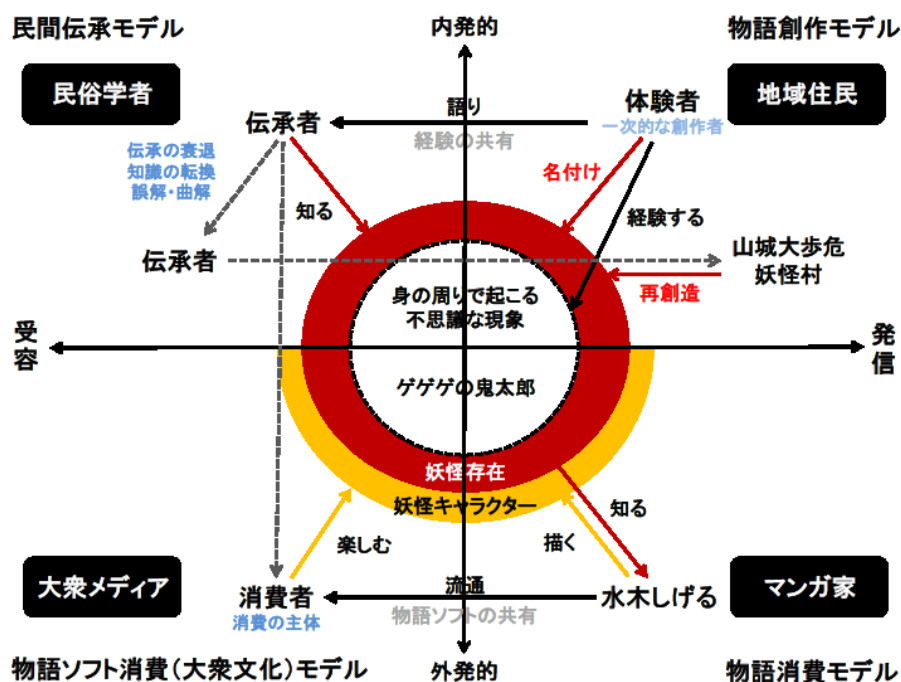 民間伝承モデル
内発的
物語創作モデル
民俗学者
地域住民
伝承者
語り
経験の共有
体験者
一次的な創作者
伝承の衰退
知識の転換
誤解・曲解
知る
名付け
経験する
伝承者
山城大歩危
妖怪村
再創造
身の周りで起こる
不思議な現象
受容
発信
ゲゲゲの鬼太郎
妖怪存在
妖怪キャラクター
知る
楽しむ
描く
大衆メディア
マンガ家
消費者
消費の主体
流通
物語ソフトの共有
水木しげる
物語ソフト消費(大衆文化)モデル
外発的
物語消費モデル